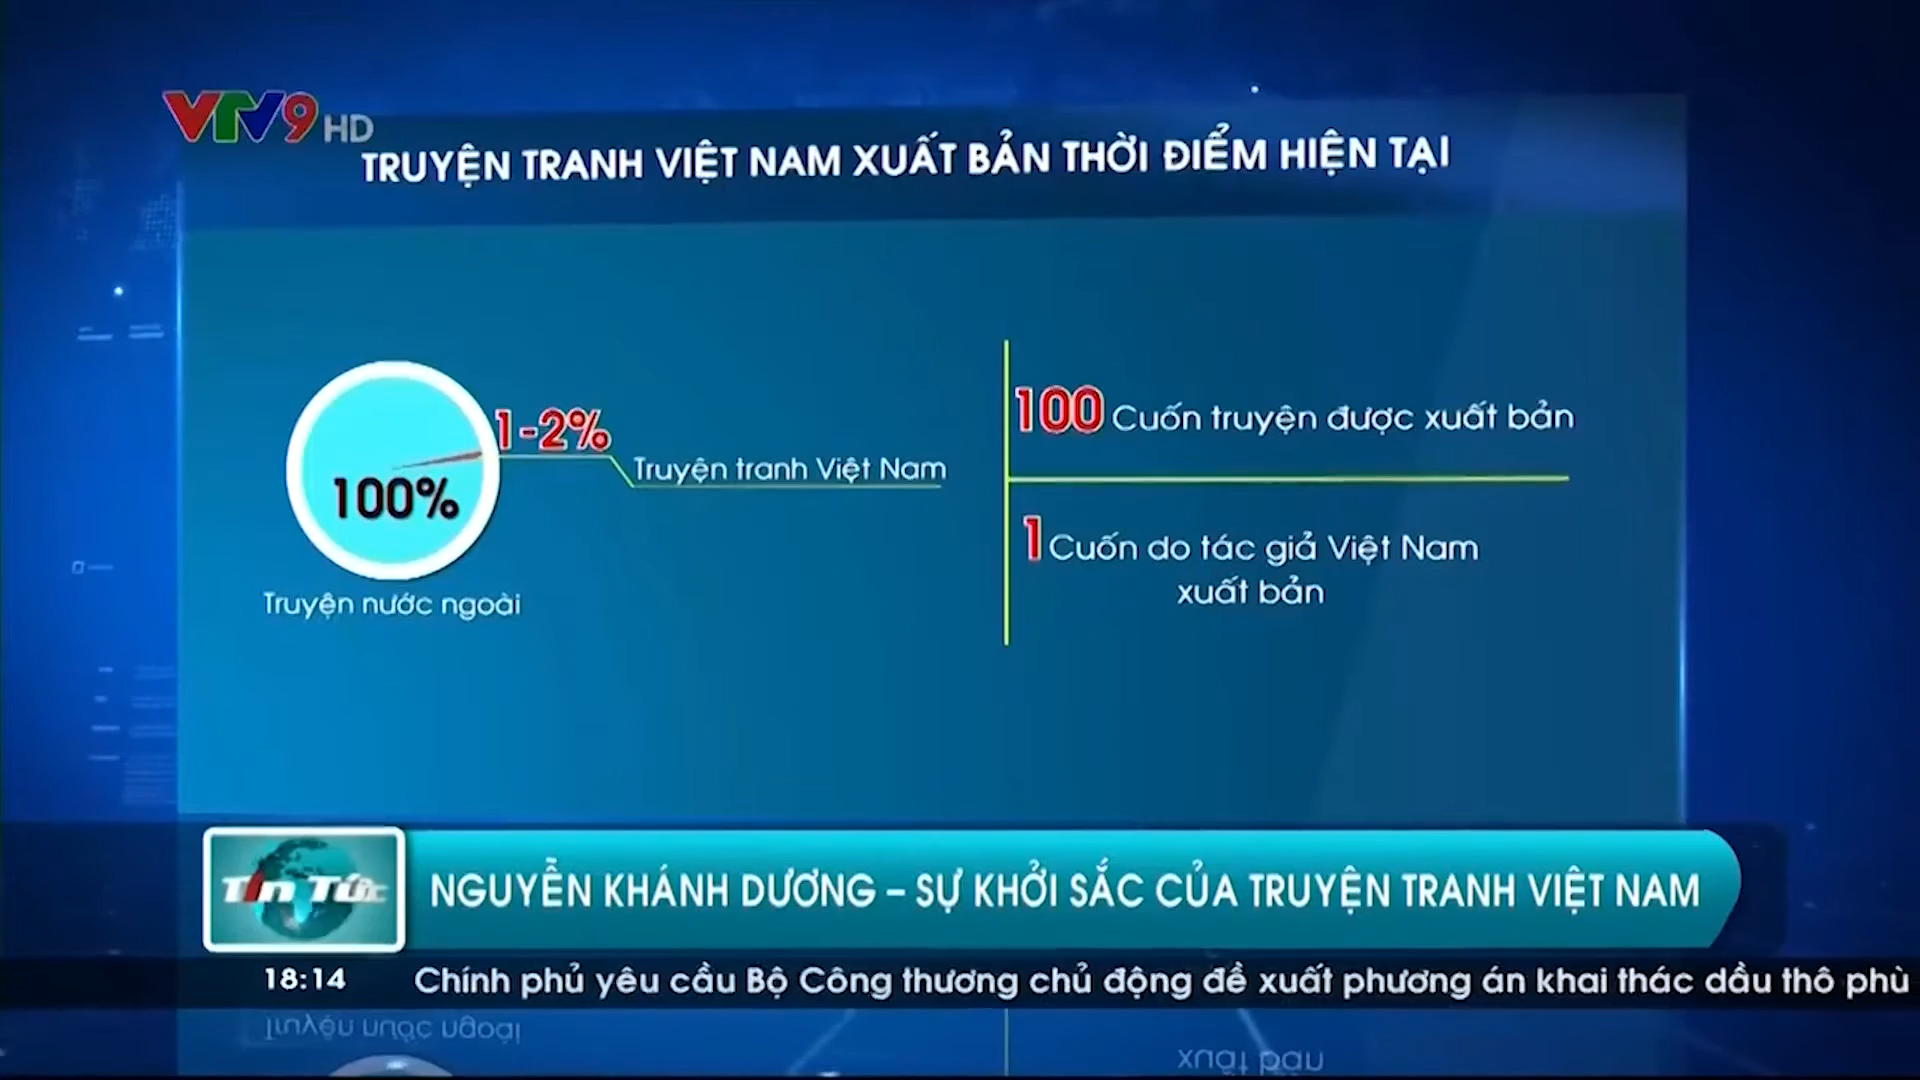 VTV9 HD
TRUYỆN TRANH VIỆT NAM XUẤT BẢN THỜI ĐIỂM HIỆN TẠI
1-2%
Truyện tranh Việt Nam
100%
Truyện nước ngoài
100 Cuốn truyện được xuất bản
1 Cuốn do tác giả Việt Nam
xuất bản
Tin Tức
NGUYỄN KHÁNH DƯƠNG – SỰ KHỞI SẮC CỦA TRUYỆN TRANH VIỆT NAM
18:14
Chính phủ yêu cầu Bộ Công thương chủ động đề xuất phương án khai thác dầu thô phù